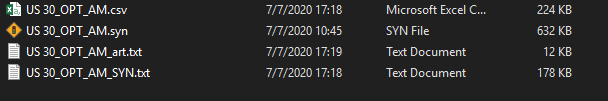 US 30_OPT_AM.csv 7/7/2020 17:18 Microsoft Excel C... 224 KB
US 30_OPT_AM.syn 7/7/2020 10:45 SYN File 632 KB
US 30_OPT_AM_art.txt 7/7/2020 17:19 Text Document 12 KB
US 30_OPT_AM_SYN.txt 7/7/2020 17:18 Text Document 178 KB